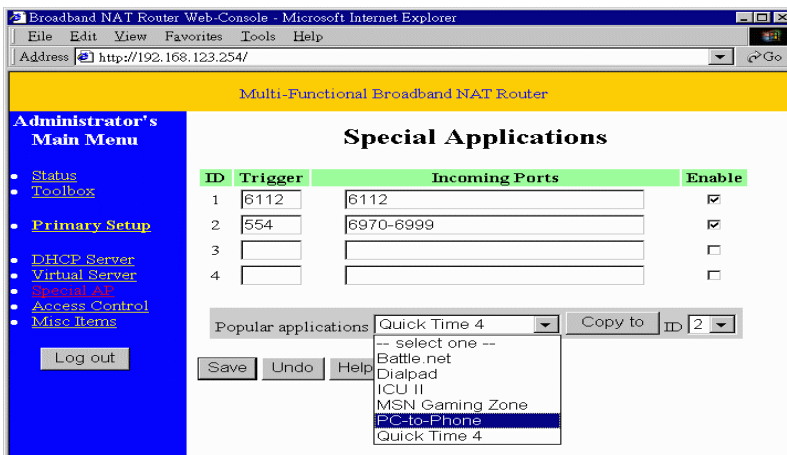 Broadband NAT Router Web-Console - Microsoft Internet Explorer
File Edit View Favorites Tools Help
Address http://192.168.123.254/ Go
Multi-Functional Broadband NAT Router
Administrator's
Main Menu
Status
Toolbox
Primary Setup
DHCP Server
Virtual Server
Special AP
Access Control
Misc Items
Log out
Special Applications
ID Trigger Incoming Ports Enable
1 6112 6112
2 554 6970-6999
3
4
Popular applications Quick Time 4 Copy to ID 2
-- select one --
Battle.net
Dialpad
ICU II
MSN Gaming Zone
PC-to-Phone
Quick Time 4
Save Undo Help